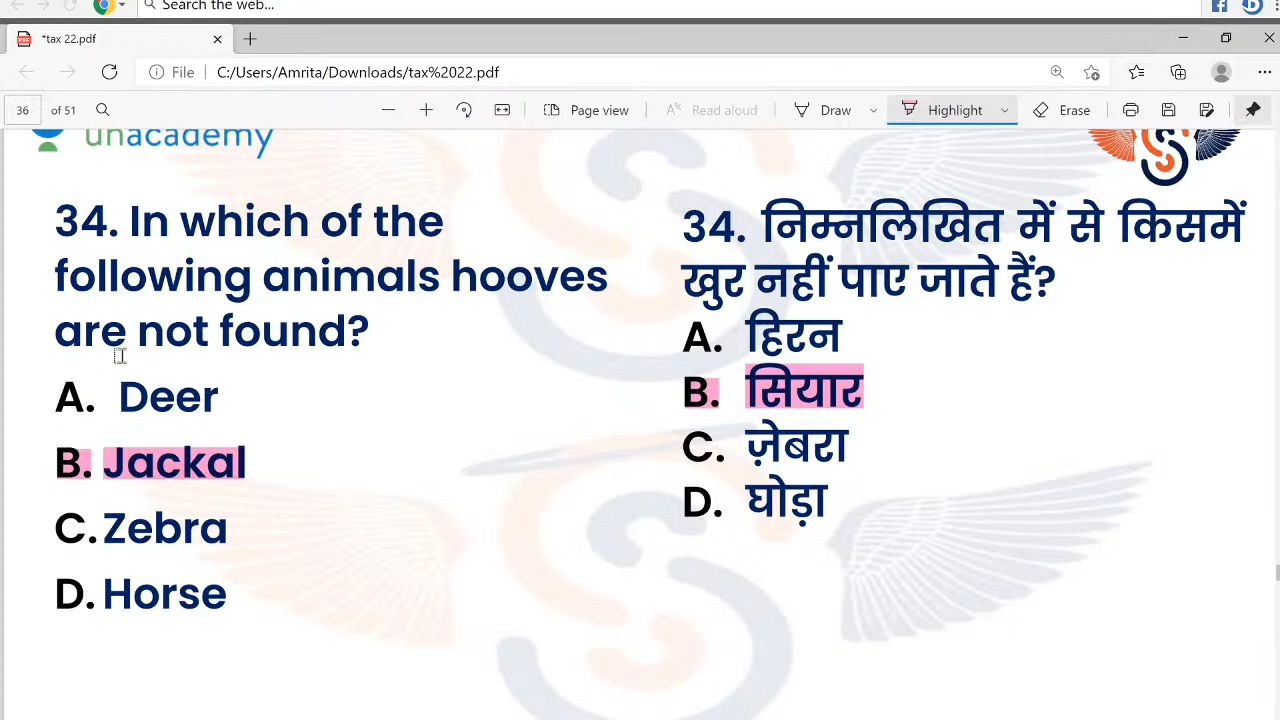 Search the web...
*tax 22.pdf
File C:/Users/Amrita/Downloads/tax%2022.pdf
36 of 51 Page view Read aloud Draw Highlight Erase
unacademy
34. In which of the
following animals hooves
are not found?
A. Deer
B. Jackal
C. Zebra
D. Horse
34. निम्नलिखित में से किसमें
खुर नहीं पाए जाते हैं?
A. हिरन
B. सियार
C. ज़ेबरा
D. घोड़ा